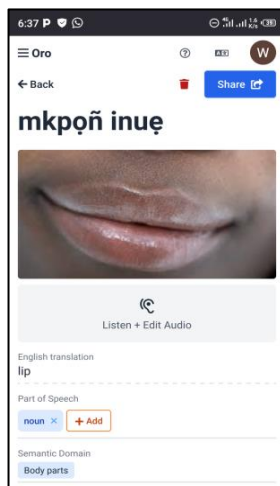 6:37 P
Oro
W
← Back
Share
mkpọñ inuẹ
Listen + Edit Audio
English translation
lip
Part of Speech
noun ×
+ Add
Semantic Domain
Body parts